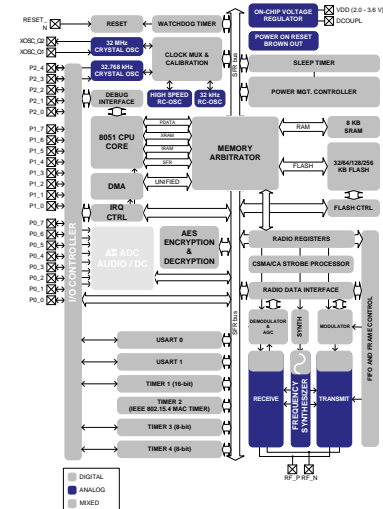 RESET_N
RESET
WATCHDOG TIMER
ON-CHIP VOLTAGE REGULATOR
VDD (2.0 - 3.6 V)
DCOUPL
XOSC_Q2
XOSC_Q1
32 MHz CRYSTAL OSC
CLOCK MUX & CALIBRATION
POWER ON RESET BROWN OUT
SFR bus
SLEEP TIMER
P2_4
P2_3
P2_2
P2_1
P2_0
32.768 kHz CRYSTAL OSC
DEBUG INTERFACE
HIGH SPEED RC-OSC
32 kHz RC-OSC
POWER MGT. CONTROLLER
P1_7
P1_6
P1_5
P1_4
P1_3
P1_2
P1_1
P1_0
8051 CPU CORE
PDATA
XRAM
IRAM
SFR
MEMORY ARBITRATOR
RAM
8 KB SRAM
FLASH
32/64/128/256 KB FLASH
DMA
UNIFIED
IRQ CTRL
FLASH CTRL
P0_7
P0_6
P0_5
P0_4
P0_3
P0_2
P0_1
P0_0
I/O CONTROLLER
ΔΣ ADC
AUDIO / DC
AES ENCRYPTION & DECRYPTION
RADIO REGISTERS
CSMA/CA STROBE PROCESSOR
RADIO DATA INTERFACE
SFR bus
DEMODULATOR & AGC
SYNTH
MODULATOR
FIFO AND FRAME CONTROL
USART 0
USART 1
TIMER 1 (16-bit)
TIMER 2
(IEEE 802.15.4 MAC TIMER)
TIMER 3 (8-bit)
TIMER 4 (8-bit)
RECEIVE
FREQUENCY SYNTHESIZER
TRANSMIT
RF_P
RF_N
DIGITAL
ANALOG
MIXED